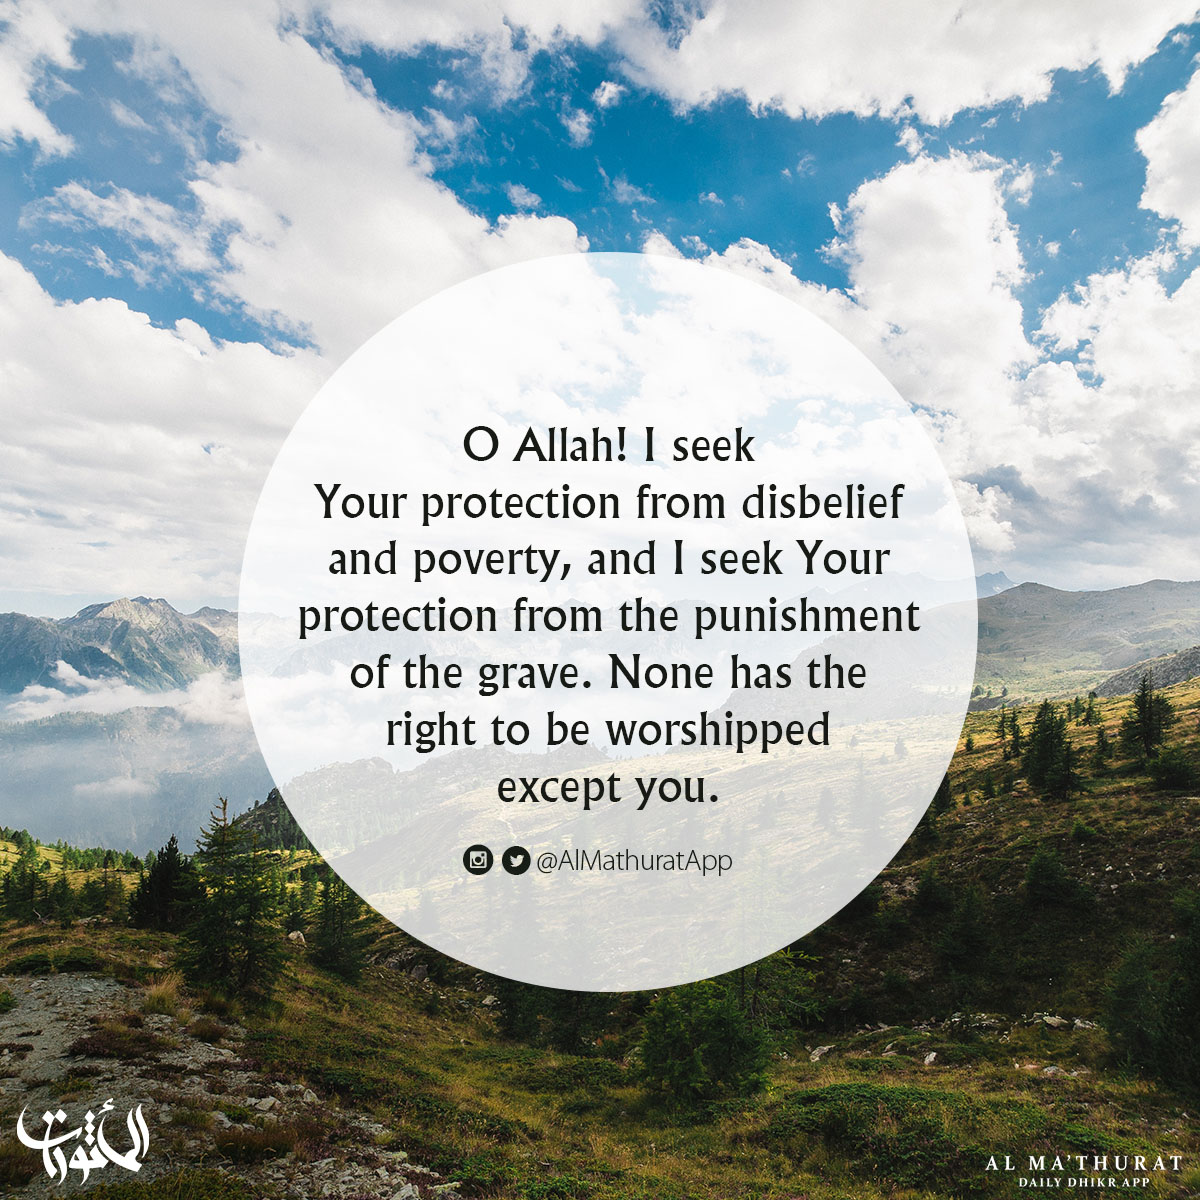 O Allah! I seek
Your protection from disbelief
and poverty, and I seek Your
protection from the punishment
of the grave. None has the
right to be worshipped
except you.
@AlMathuratApp
المأثورات
AL MA'THURAT
DAILY DHIKR APP